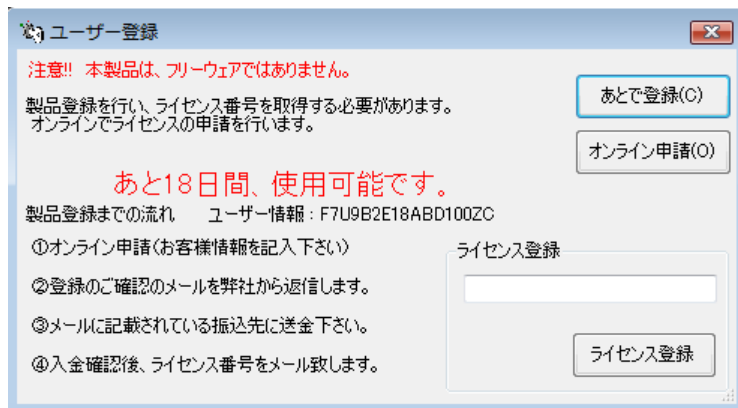 ユーザー登録
注意!! 本製品は、フリーウェアではありません。
製品登録を行い、ライセンス番号を取得する必要があります。
オンラインでライセンスの申請を行います。
あとで登録(C)
オンライン申請(O)
あと18日間、使用可能です。
製品登録までの流れ ユーザー情報:F7U9B2E18ABD100ZC
①オンライン申請(お客様情報を記入下さい)
②登録のご確認のメールを弊社から返信します。
③メールに記載されている振込先に送金下さい。
④入金確認後、ライセンス番号をメール致します。
ライセンス登録
ライセンス登録